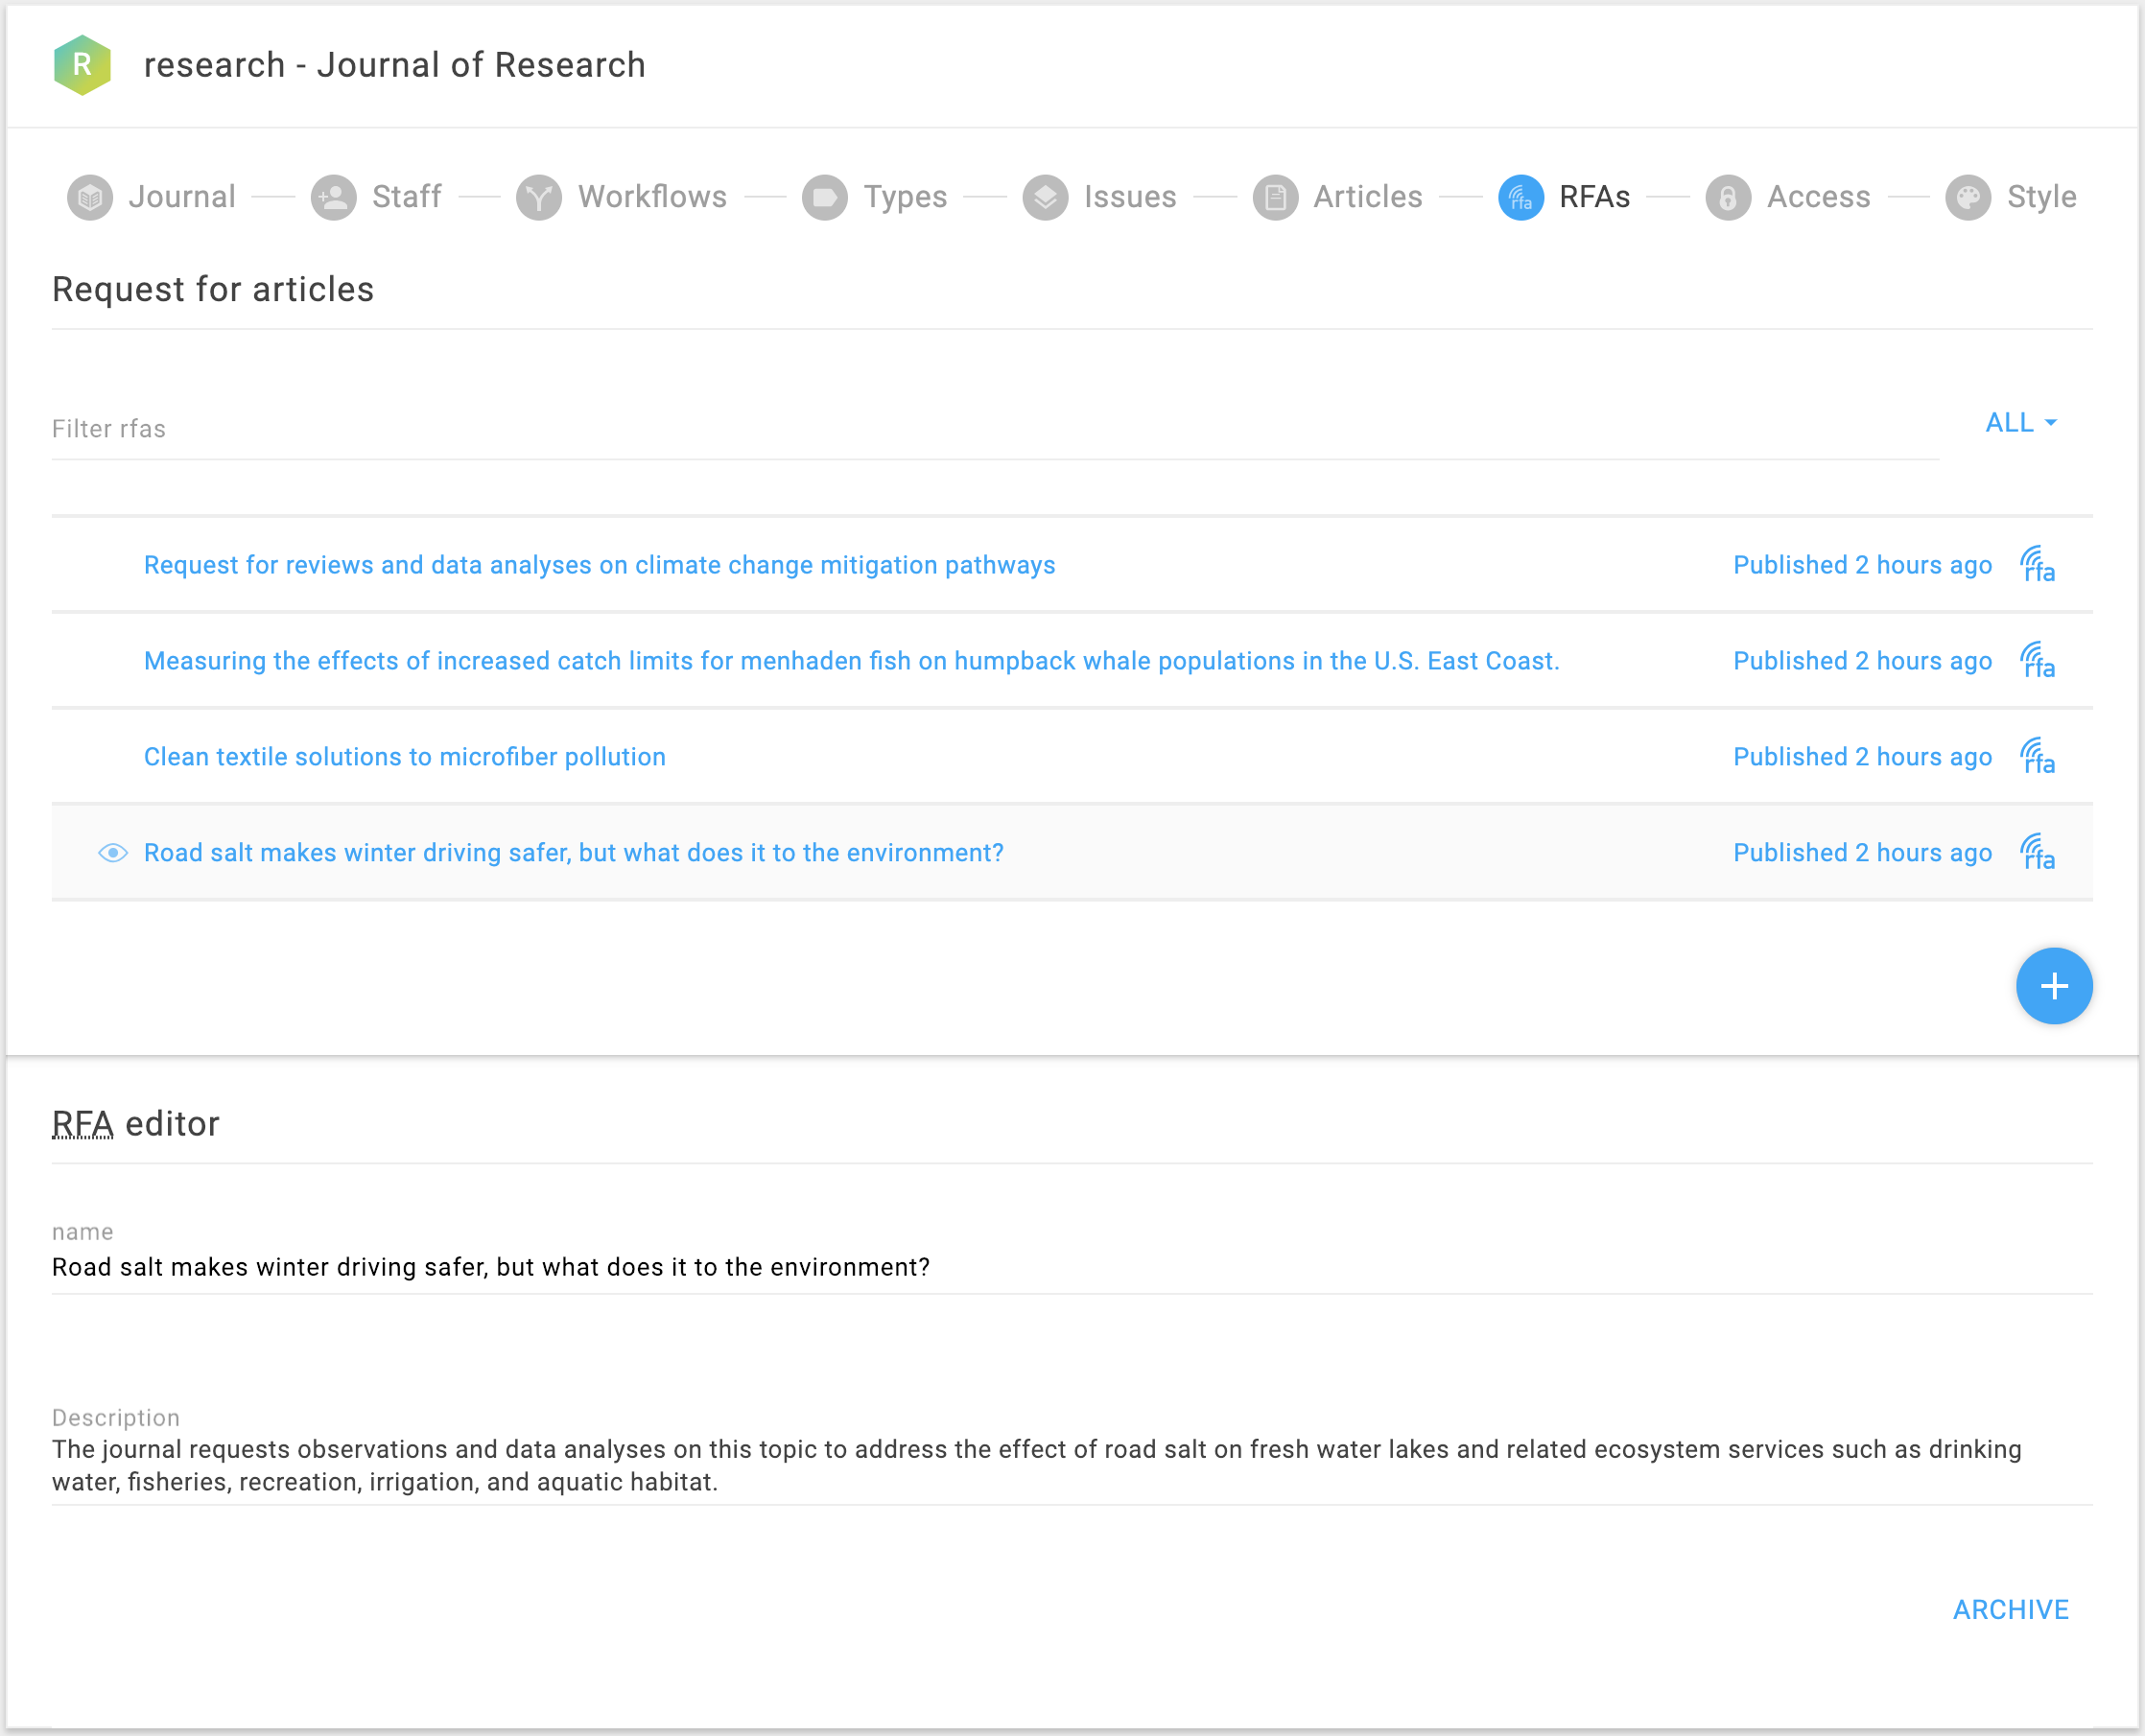 R
research - Journal of Research
Journal
Staff
Workflows
Types
Issues
Articles
rfa
RFAs
Access
Style
Request for articles
Filter rfas
ALL
Request for reviews and data analyses on climate change mitigation pathways
Published 2 hours ago
rfa
Measuring the effects of increased catch limits for menhaden fish on humpback whale populations in the U.S. East Coast.
Published 2 hours ago
rfa
Clean textile solutions to microfiber pollution
Published 2 hours ago
rfa
Road salt makes winter driving safer, but what does it to the environment?
Published 2 hours ago
rfa
RFA editor
name
Road salt makes winter driving safer, but what does it to the environment?
Description
The journal requests observations and data analyses on this topic to address the effect of road salt on fresh water lakes and related ecosystem services such as drinking
water, fisheries, recreation, irrigation, and aquatic habitat.
ARCHIVE